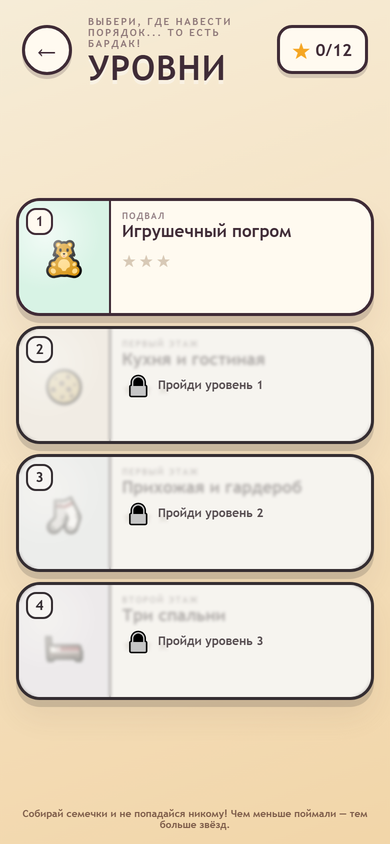 ВЫБЕРИ, ГДЕ НАВЕСТИ
ПОРЯДОК... ТО ЕСТЬ
БАРДАК!
УРОВНИ
0/12
1
ПОДВАЛ
Игрушечный погром
2
ПЕРВЫЙ ЭТАЖ
Кухня и гостиная
Пройди уровень 1
3
ПЕРВЫЙ ЭТАЖ
Прихожая и гардероб
Пройди уровень 2
4
ВТОРОЙ ЭТАЖ
Три спальни
Пройди уровень 3
Собирай семечки и не попадайся никому! Чем меньше поймали — тем
больше звёзд.